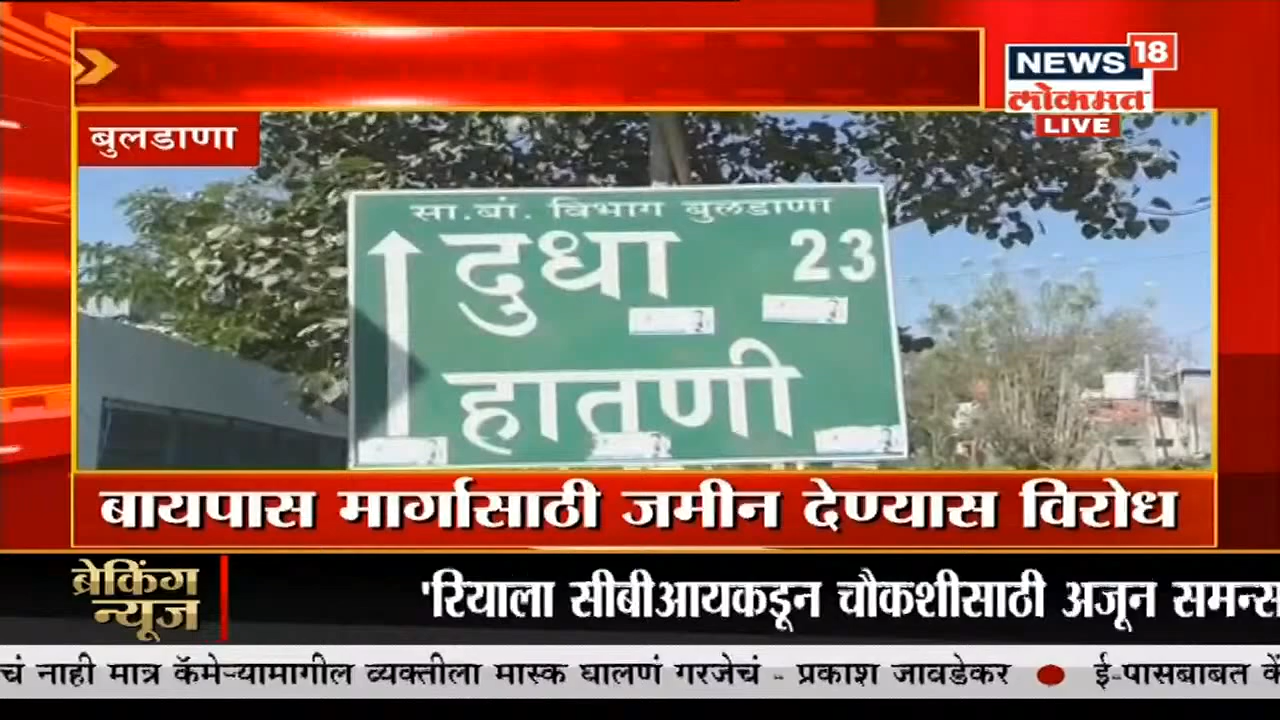 NEWS 18
लोकमत
LIVE
बुलडाणा
सा.बां. विभाग बुलडाणा
दुधा 23
हातणी
बायपास मार्गासाठी जमीन देण्यास विरोध
ब्रेकिंग न्यूज
'रियाला सीबीआयकडून चौकशीसाठी अजून समन्स
चं नाही मात्र कॅमेऱ्यामागील व्यक्तीला मास्क घालणं गरजेचं - प्रकाश जावडेकर ● ई-पासबाबत कें